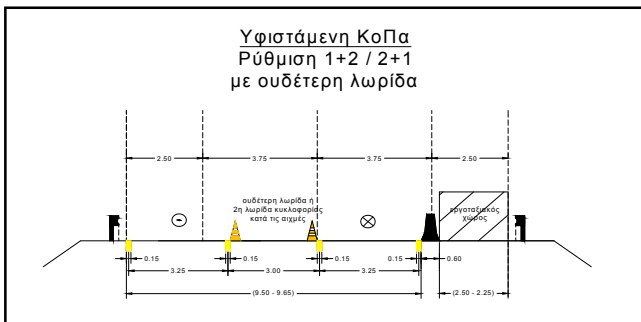 Υφιστάμενη ΚοΠα
Ρύθμιση 1+2 / 2+1
με ουδέτερη λωρίδα
2.50 3.75 3.75 2.50
ουδέτερη λωρίδα ή
2η λωρίδα κυκλοφορίας
κατά τις αιχμές
εργοταξιακός
χώρος
0.15 0.15 0.15 0.15 0.60
3.25 3.00 3.25
(9.50 - 9.65) (2.50 - 2.25)